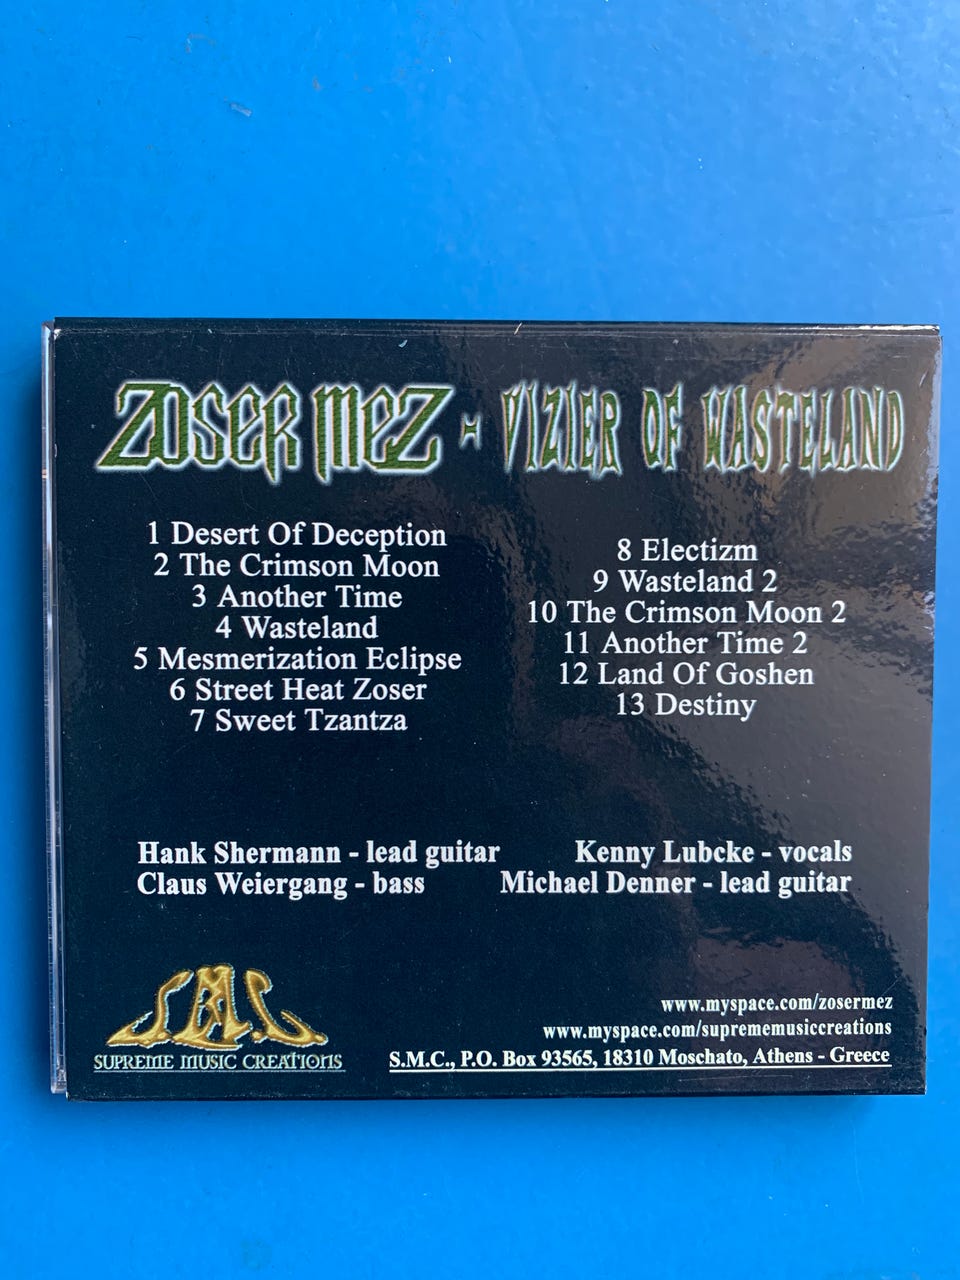 ZOSER MEZ - VIZIER OF WASTELAND
1 Desert Of Deception
2 The Crimson Moon
3 Another Time
4 Wasteland
5 Mesmerization Eclipse
6 Street Heat Zoser
7 Sweet Tzantza
8 Electizm
9 Wasteland 2
10 The Crimson Moon 2
11 Another Time 2
12 Land Of Goshen
13 Destiny
Hank Shermann - lead guitar
Claus Weiergang - bass
Kenny Lubcke - vocals
Michael Denner - lead guitar
S.M.C.
SUPREME MUSIC CREATIONS
www.myspace.com/zosermez
www.myspace.com/suprememusiccreations
S.M.C., P.O. Box 93565, 18310 Moschato, Athens - Greece